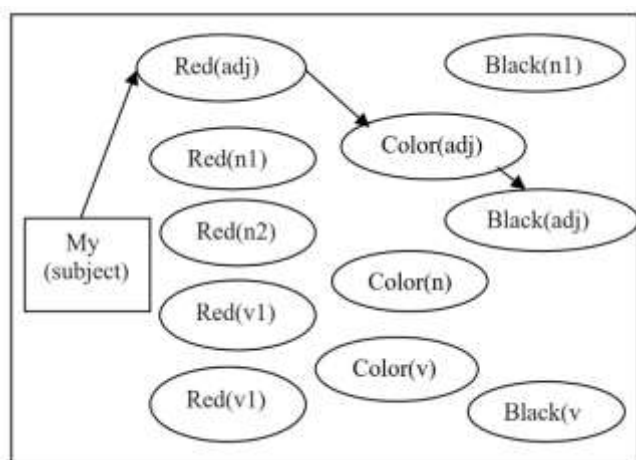 Red(adj)
Black(n1)
Color(adj)
Red(n1)
Black(adj)
Red(n2)
My
(subject)
Color(n)
Red(v1)
Color(v)
Red(v1)
Black(v